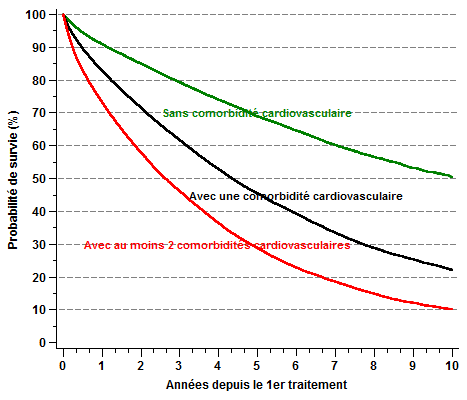 100
90
80
70
60
50
40
30
20
10
0
Probabilité de survie (%)
Sans comorbidité cardiovasculaire
Avec une comorbidité cardiovasculaire
Avec au moins 2 comorbidités cardiovasculaires
0 1 2 3 4 5 6 7 8 9 10
Années depuis le 1er traitement